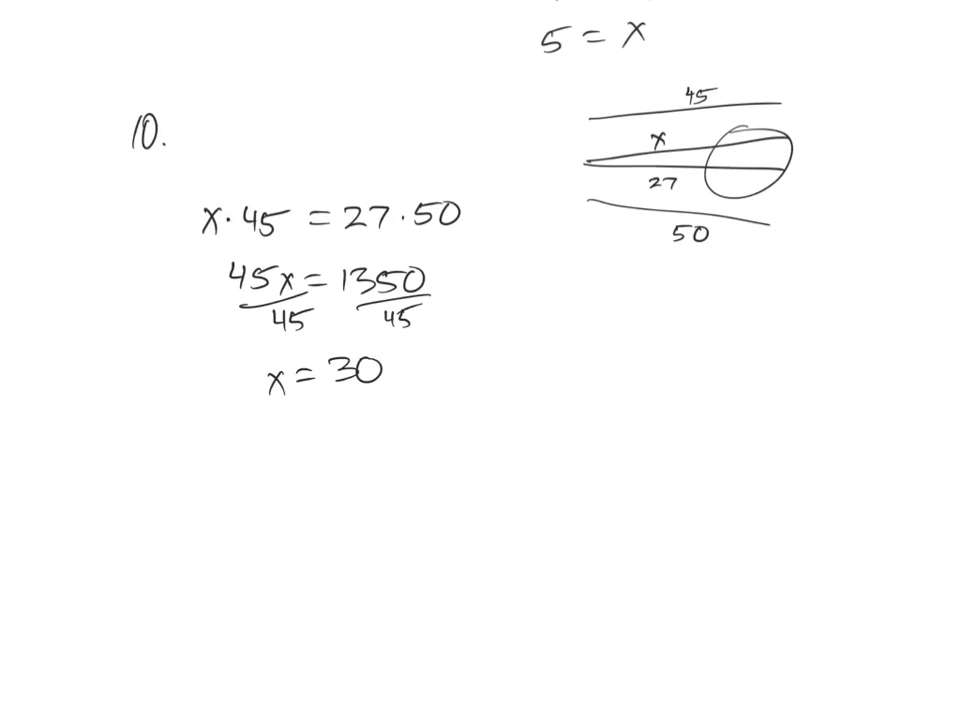 5 = x
10.
45
x
27
50
x · 45 = 27 · 50
45x = 1350
45 45
x = 30